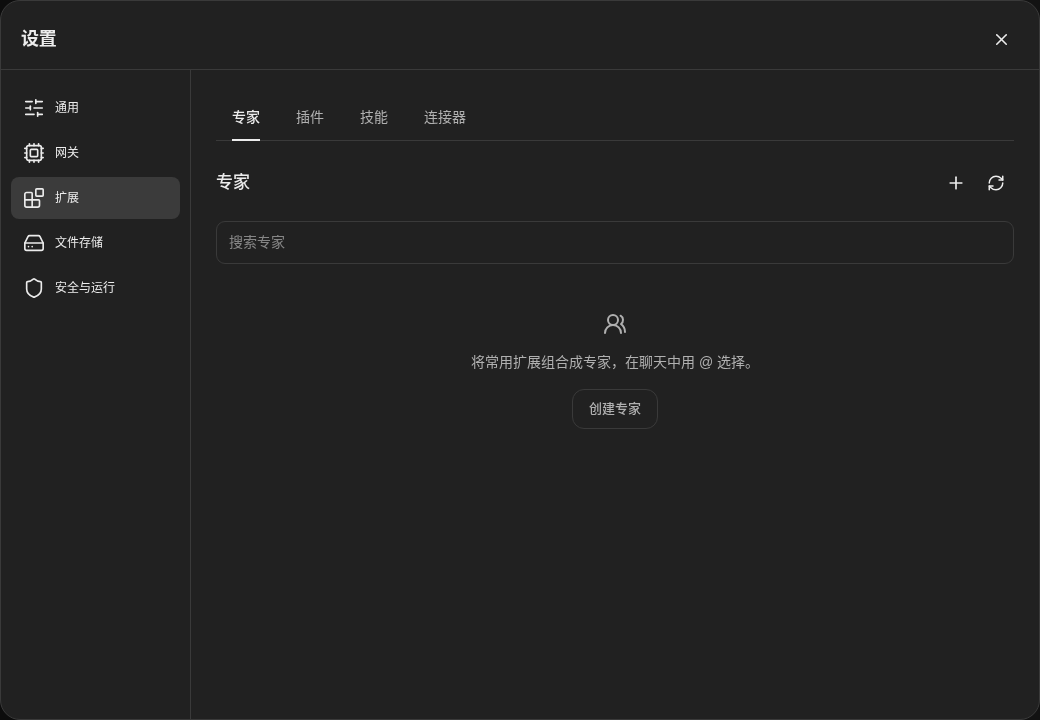 设置
通用
网关
扩展
文件存储
安全与运行
专家 插件 技能 连接器
专家
搜索专家
将常用扩展组合成专家，在聊天中用 @ 选择。
创建专家